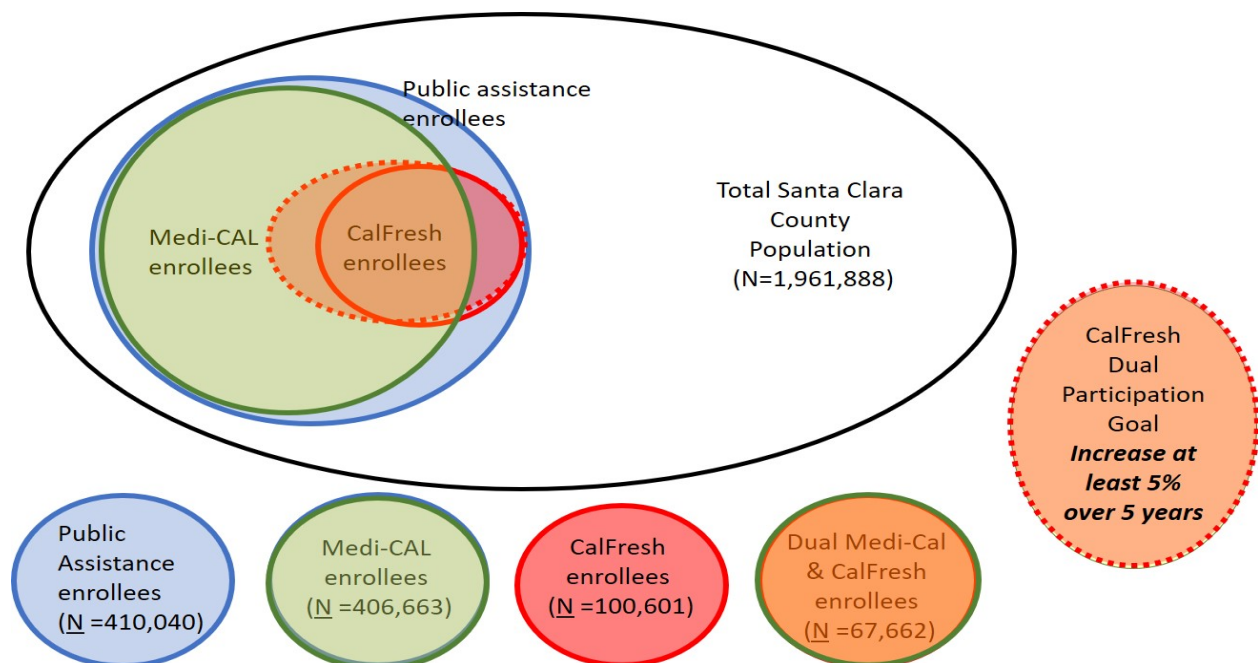 Public assistance
enrollees
Medi-CAL
enrollees
CalFresh
enrollees
Total Santa Clara
County
Population
(N=1,961,888)
CalFresh
Dual
Participation
Goal
Increase at
least 5%
over 5 years
Public
Assistance
enrollees
(N =410,040)
Medi-CAL
enrollees
(N =406,663)
CalFresh
enrollees
(N =100,601)
Dual Medi-Cal
& CalFresh
enrollees
(N =67,662)